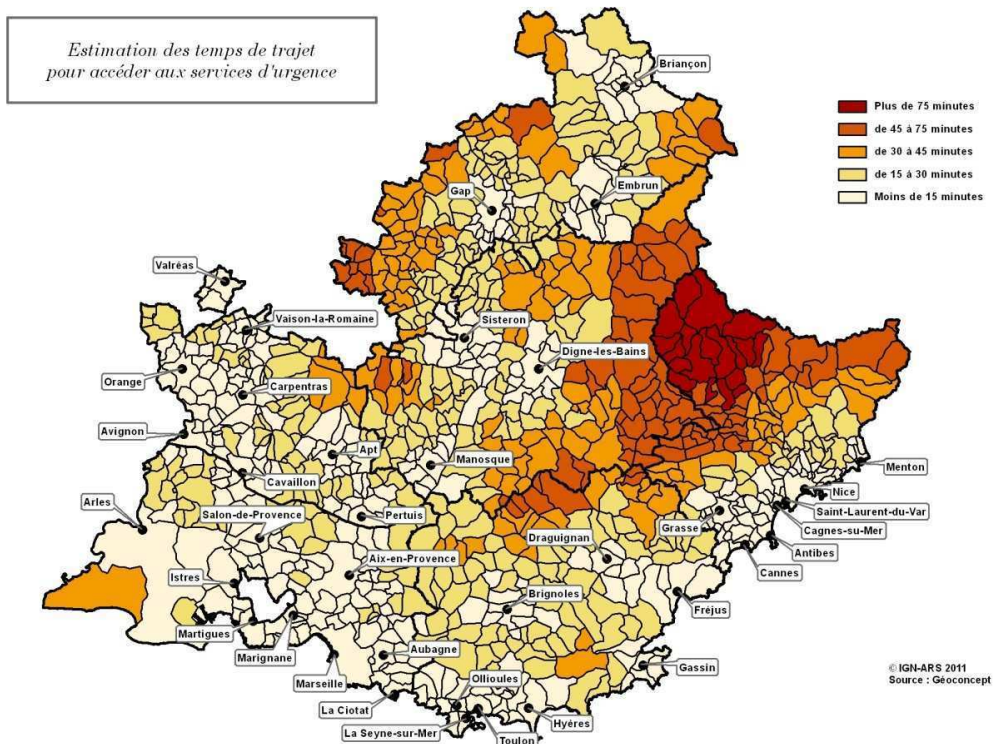 Estimation des temps de trajet
pour accéder aux services d'urgence
Briançon
Plus de 75 minutes
de 45 à 75 minutes
de 30 à 45 minutes
de 15 à 30 minutes
Moins de 15 minutes
Gap
Embrun
Valréas
Vaison-la-Romaine
Sisteron
Digne-les-Bains
Orange
Carpentras
Avignon
Apt
Manosque
Menton
Cavaillon
Nice
Arles
Salon-de-Provence
Pertuis
Saint-Laurent-du-Var
Grasse
Cagnes-su-Mer
Draguignan
Antibes
Aix-en-Provence
Cannes
Istres
Brignoles
Fréjus
Martigues
Marignane
Aubagne
Gassin
Marseille
Ollioules
La Ciotat
Hyéres
La Seyne-sur-Mer
Toulon
© IGN-ARS 2011
Source : Géoconcept